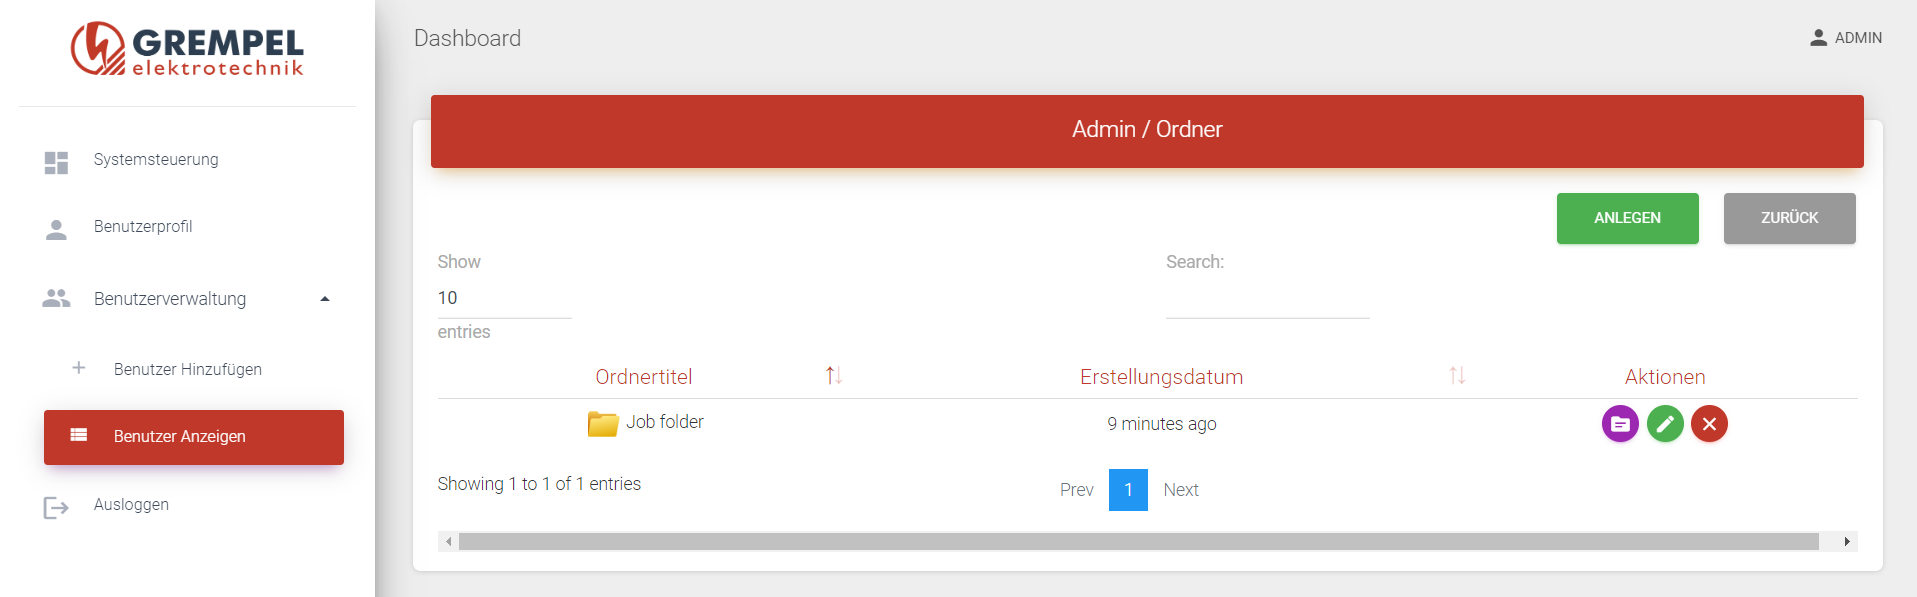 GREMPEL
elektrotechnik
Systemsteuerung
Benutzerprofil
Benutzerverwaltung
Benutzer Hinzufügen
Benutzer Anzeigen
Ausloggen
Dashboard
ADMIN
Admin / Ordner
ANLEGEN ZURÜCK
Show
10
entries
Search:
Ordnertitel Erstellungsdatum Aktionen
Job folder 9 minutes ago
Showing 1 to 1 of 1 entries
Prev 1 Next